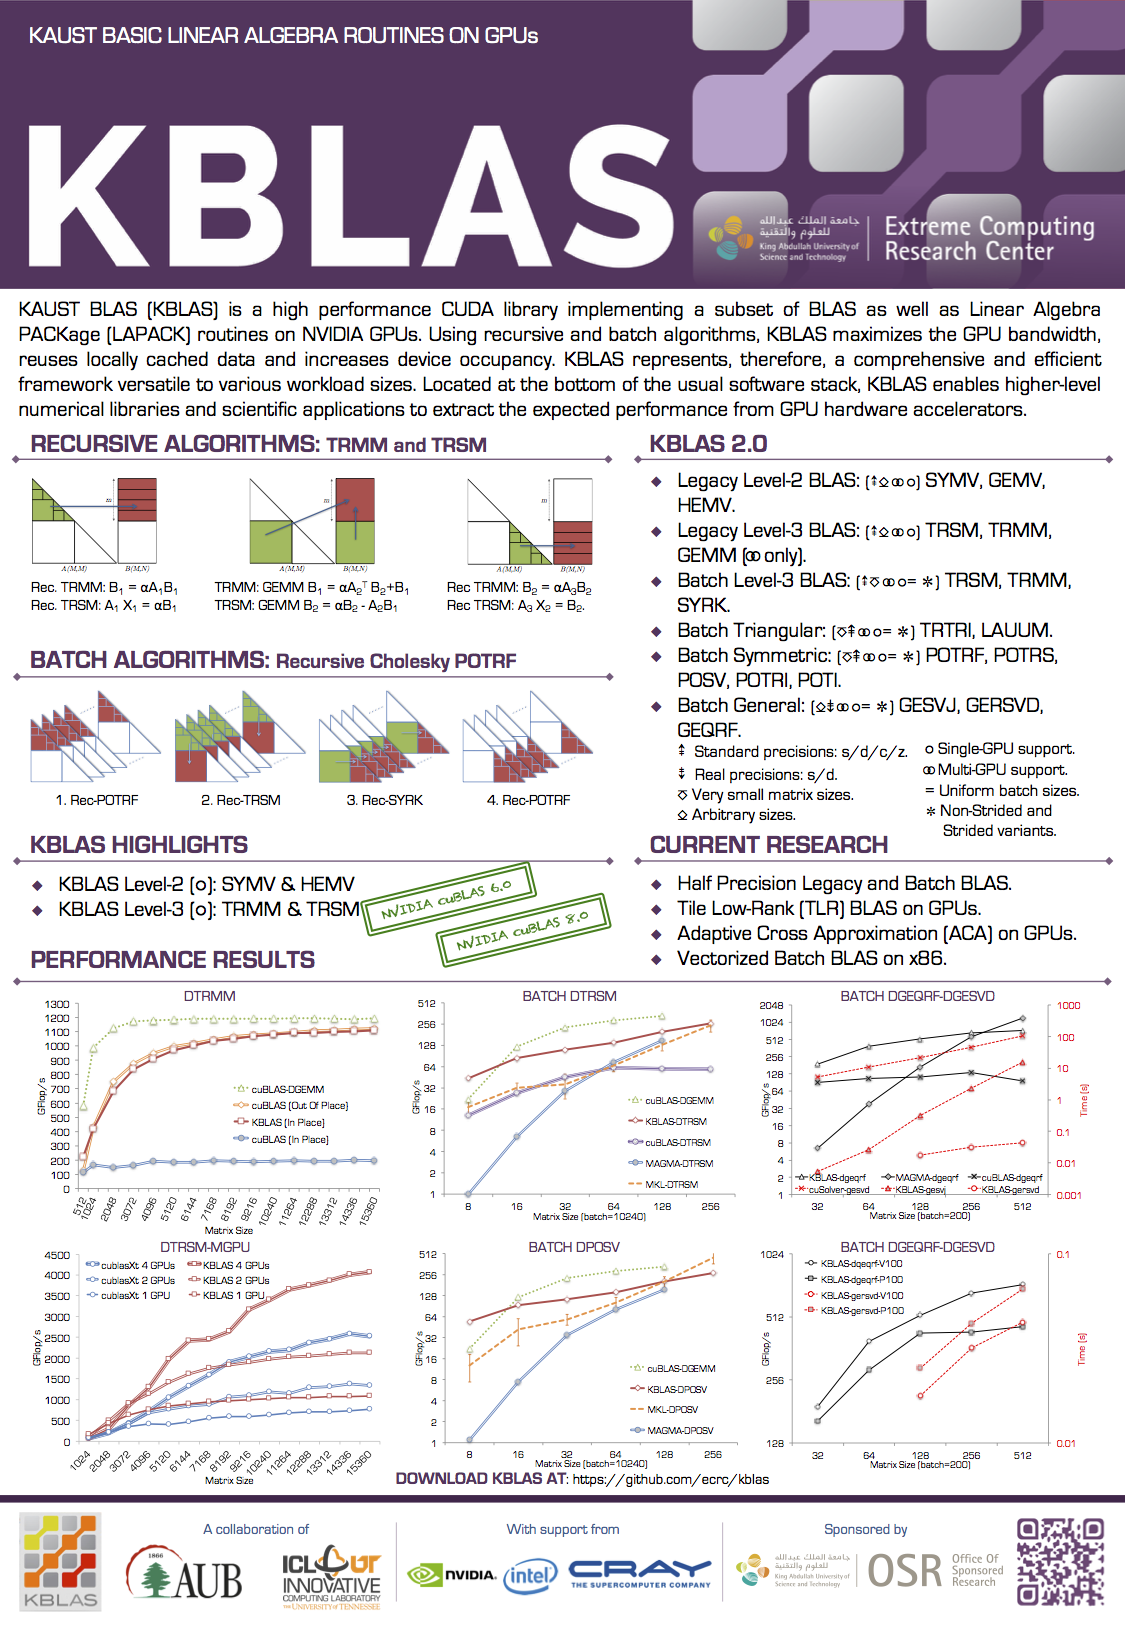 KAUST BASIC LINEAR ALGEBRA ROUTINES ON GPUs
KBLAS
جامعة الملك عبدالله
للعلوم والتقنية
King Abdullah University of
Science and Technology
Extreme Computing
Research Center
KAUST BLAS (KBLAS) is a high performance CUDA library implementing a subset of BLAS as well as Linear Algebra
PACKage (LAPACK) routines on NVIDIA GPUs. Using recursive and batch algorithms, KBLAS maximizes the GPU bandwidth,
reuses locally cached data and increases device occupancy. KBLAS represents, therefore, a comprehensive and efficient
framework versatile to various workload sizes. Located at the bottom of the usual software stack, KBLAS enables higher-level
numerical libraries and scientific applications to extract the expected performance from GPU hardware accelerators.
RECURSIVE ALGORITHMS: TRMM and TRSM
m
A(M,M) B(M,N)
m
A(M,M) B(M,N)
m
A(M,M) B(M,N)
Rec. TRMM: B₁ = αA₁B₁
Rec. TRSM: A₁ X₁ = αB₁
TRMM: GEMM B₁ = αA₂ᵀ B₂+B₁
TRSM: GEMM B₂ = αB₂ - A₂B₁
Rec TRMM: B₂ = αA₃B₂
Rec TRSM: A₃ X₂ = B₂.
BATCH ALGORITHMS: Recursive Cholesky POTRF
1. Rec-POTRF
2. Rec-TRSM
3. Rec-SYRK
4. Rec-POTRF
KBLAS HIGHLIGHTS
KBLAS Level-2 (o): SYMV & HEMV
KBLAS Level-3 (o): TRMM & TRSM
NVIDIA cuBLAS 6.0
NVIDIA cuBLAS 8.0
KBLAS 2.0
Legacy Level-2 BLAS: (⇞◇ꝏ o) SYMV, GEMV,
HEMV.
Legacy Level-3 BLAS: (⇞◇ꝏ o) TRSM, TRMM,
GEMM (ꝏ only).
Batch Level-3 BLAS: (⇞⌔ꝏ o= *) TRSM, TRMM,
SYRK.
Batch Triangular: (⌔⇞ꝏ o= *) TRTRI, LAUUM.
Batch Symmetric: (⌔⇞ꝏ o= *) POTRF, POTRS,
POSV, POTRI, POTI.
Batch General: (◇⇟ꝏ o= *) GESVJ, GERSVD,
GEQRF.
⇞ Standard precisions: s/d/c/z.
⇟ Real precisions: s/d.
⌔ Very small matrix sizes.
◇ Arbitrary sizes.
o Single-GPU support.
ꝏ Multi-GPU support.
= Uniform batch sizes.
* Non-Strided and
Strided variants.
CURRENT RESEARCH
Half Precision Legacy and Batch BLAS.
Tile Low-Rank (TLR) BLAS on GPUs.
Adaptive Cross Approximation (ACA) on GPUs.
Vectorized Batch BLAS on x86.
PERFORMANCE RESULTS
DTRMM
1300
1200
1100
1000
900
800
700
600
500
400
300
200
100
0
GFlop/s
cuBLAS-DGEMM
cuBLAS (Out Of Place)
KBLAS (In Place)
cuBLAS (In Place)
512 1024 2048 3072 4096 5120 6144 7168 8192 9216 10240 11264 12288 13312 14336 15360
Matrix Size
BATCH DTRSM
512
256
128
64
32
16
8
4
2
1
GFlop/s
cuBLAS-DGEMM
KBLAS-DTRSM
cuBLAS-DTRSM
MAGMA-DTRSM
MKL-DTRSM
8 16 32 64 128 256
Matrix Size (batch=10240)
BATCH DGEQRF-DGESVD
2048
1024
512
256
128
64
32
16
8
4
2
1
GFlop/s
1000
100
10
1
0.1
0.01
0.001
Time (s)
KBLAS-dgeqrf MAGMA-dgeqrf cuBLAS-dgeqrf
cuSolver-gesvd KBLAS-gesvj KBLAS-gersvd
32 64 128 256 512
Matrix Size (batch=200)
DTRSM-MGPU
4500
4000
3500
3000
2500
2000
1500
1000
500
0
GFlop/s
cublasXt 4 GPUs KBLAS 4 GPUs
cublasXt 2 GPUs KBLAS 2 GPUs
cublasXt 1 GPU KBLAS 1 GPU
1024 2048 3072 4096 5120 6144 7168 8192 9216 10240 11264 12288 13312 14336 15360
Matrix Size
BATCH DPOSV
512
256
128
64
32
16
8
4
2
1
GFlop/s
cuBLAS-DGEMM
KBLAS-DPOSV
MKL-DPOSV
MAGMA-DPOSV
8 16 32 64 128 256
Matrix Size (batch=10240)
BATCH DGEQRF-DGESVD
1024
512
256
128
GFlop/s
KBLAS-dgeqrf-V100
KBLAS-dgeqrf-P100
KBLAS-gersvd-V100
KBLAS-gersvd-P100
0.1
0.01
Time (s)
32 64 128 256 512
Matrix Size (batch=200)
DOWNLOAD KBLAS AT: https://github.com/ecrc/kblas
KBLAS
A collaboration of
1866
AUB
ICL UT
INNOVATIVE
COMPUTING LABORATORY
THE UNIVERSITY of TENNESSEE
With support from
NVIDIA.
intel
CRAY
THE SUPERCOMPUTER COMPANY
Sponsored by
جامعة الملك عبدالله
للعلوم والتقنية
King Abdullah University of
Science and Technology
OSR
Office Of
Sponsored
Research